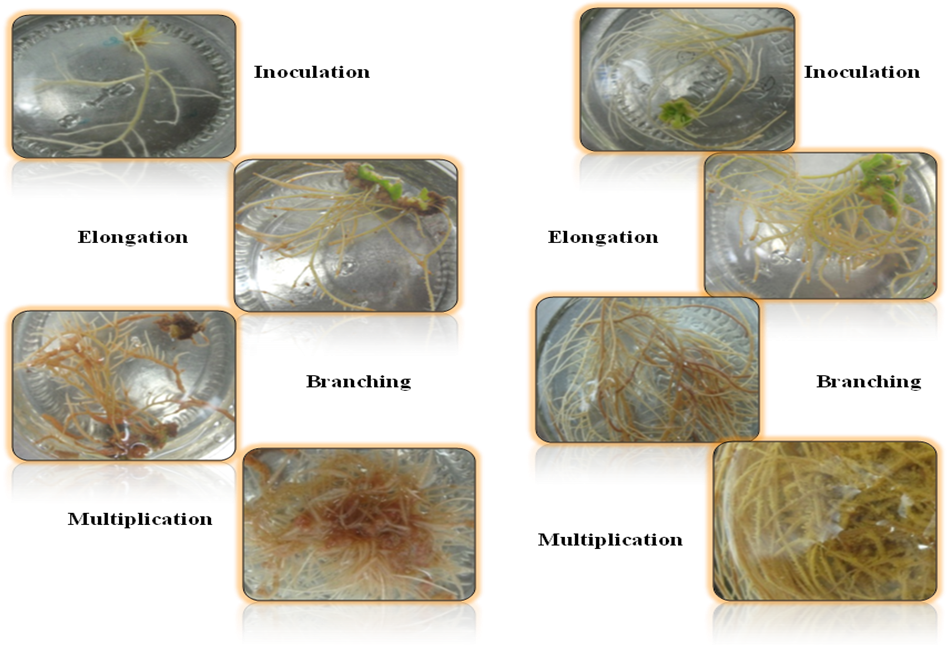 Inoculation
Elongation
Branching
Multiplication
Inoculation
Elongation
Branching
Multiplication